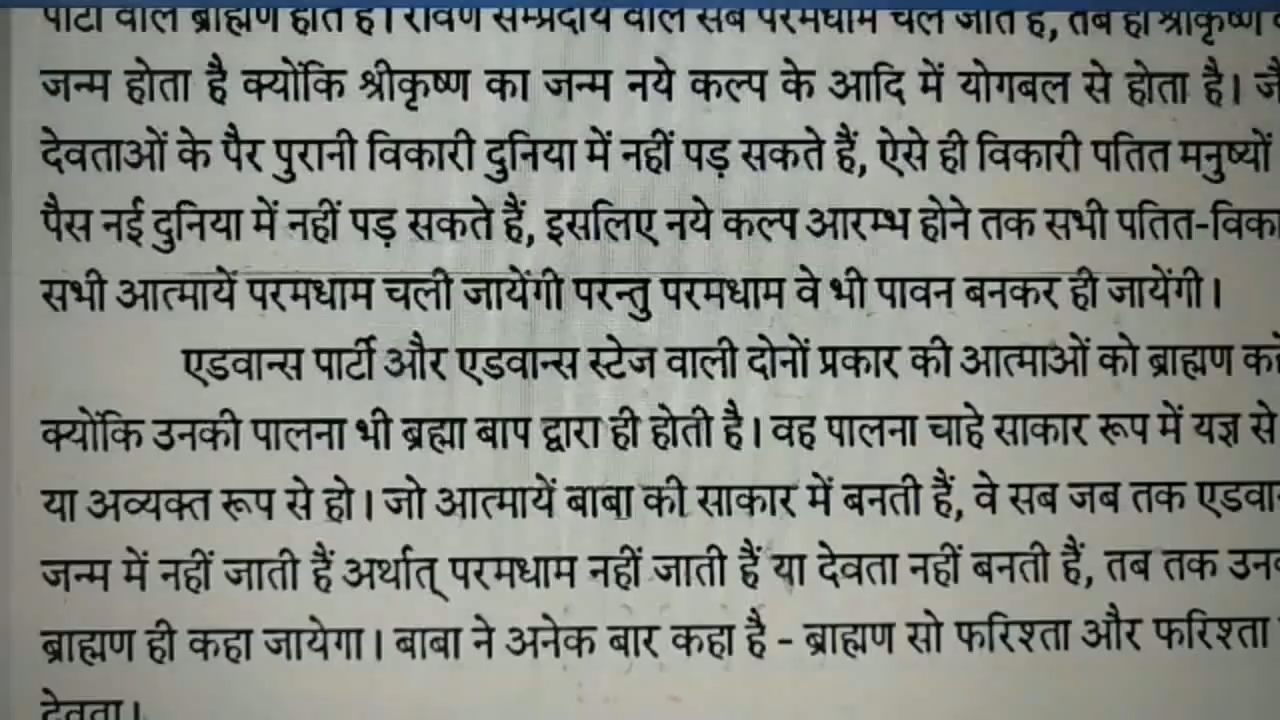 पार्टी वाले ब्राह्मण होते हैं। रावण सम्प्रदाय वाले सब परमधाम चले जाते हैं, तब ही श्रीकृष्ण
जन्म होता है क्योंकि श्रीकृष्ण का जन्म नये कल्प के आदि में योगबल से होता है।
देवताओं के पैर पुरानी विकारी दुनिया में नहीं पड़ सकते हैं, ऐसे ही विकारी पतित मनुष्यों
पैस नई दुनिया में नहीं पड़ सकते हैं, इसलिए नये कल्प आरम्भ होने तक सभी पतित-विका
सभी आत्मायें परमधाम चली जायेंगी परन्तु परमधाम वे भी पावन बनकर ही जायेंगी।
एडवान्स पार्टी और एडवान्स स्टेज वाली दोनों प्रकार की आत्माओं को ब्राह्मण
क्योंकि उनकी पालना भी ब्रह्मा बाप द्वारा ही होती है। वह पालना चाहे साकार रूप में यज्ञ से
या अव्यक्त रूप से हो। जो आत्मायें बाबा की साकार में बनती हैं, वे सब जब तक एडवा
जन्म में नहीं जाती हैं अर्थात् परमधाम नहीं जाती हैं या देवता नहीं बनती हैं, तब तक
ब्राह्मण ही कहा जायेगा। बाबा ने अनेक बार कहा है - ब्राह्मण सो फरिश्ता और फरिश्ता
देवता।